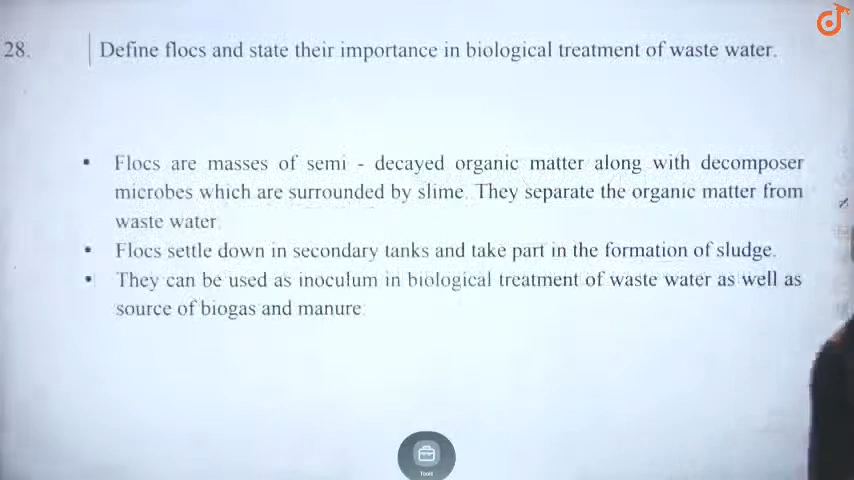 28. Define flocs and state their importance in biological treatment of waste water.
• Flocs are masses of semi - decayed organic matter along with decomposer
microbes which are surrounded by slime. They separate the organic matter from
waste water.
• Flocs settle down in secondary tanks and take part in the formation of sludge.
• They can be used as inoculum in biological treatment of waste water as well as
source of biogas and manure.
Tools